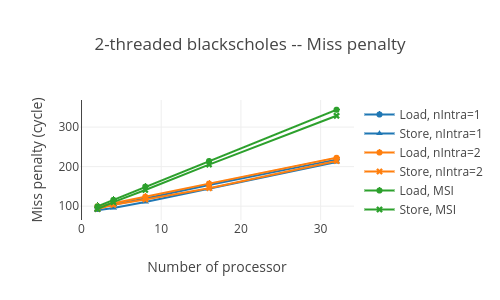 2-threaded blackscholes -- Miss penalty
Miss penalty (cycle)
300
200
100
0
10
20
30
Number of processor
Load, nIntra=1
Store, nIntra=1
Load, nIntra=2
Store, nIntra=2
Load, MSI
Store, MSI